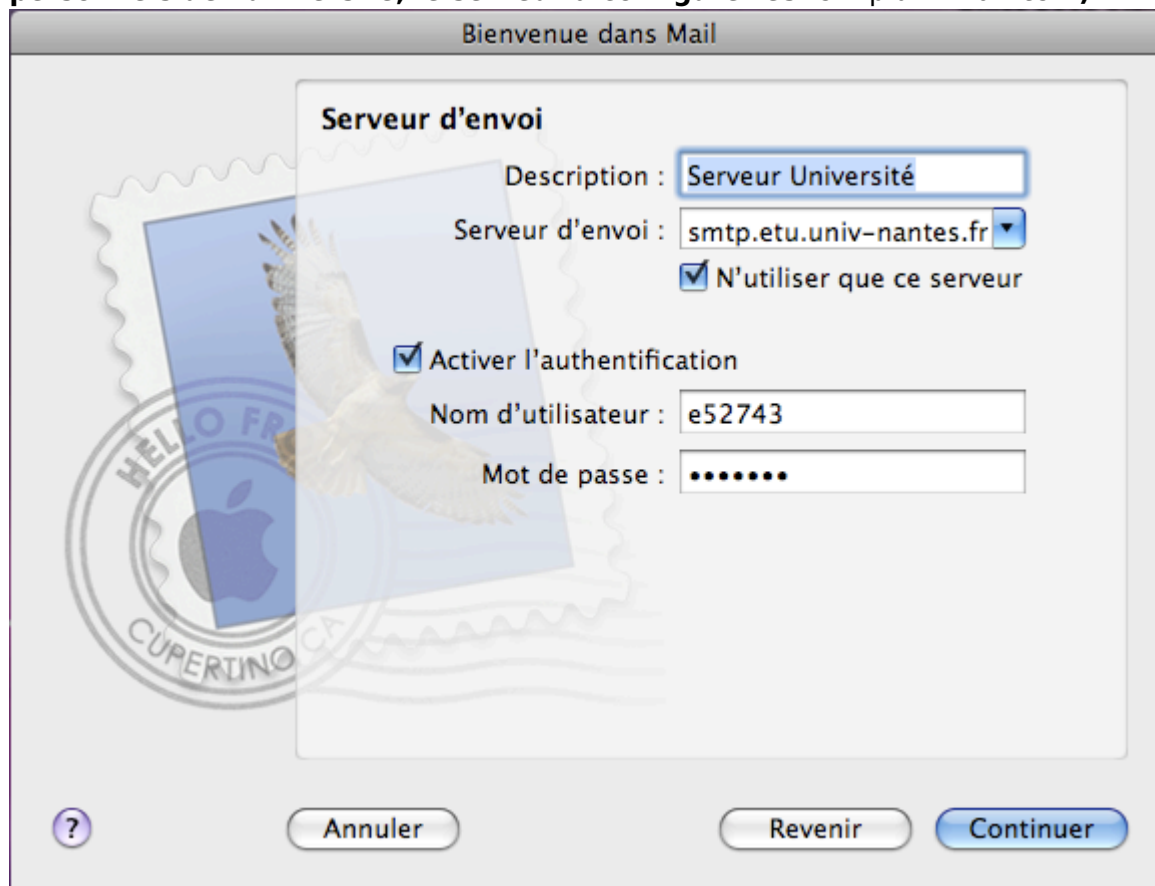 Bienvenue dans Mail
Serveur d'envoi
Description : Serveur Université
Serveur d'envoi : smtp.etu.univ-nantes.fr
N'utiliser que ce serveur
Activer l'authentification
Nom d'utilisateur : e52743
Mot de passe : •••••••
HELLO FR
CUPERTINO CA
?
Annuler
Revenir
Continuer